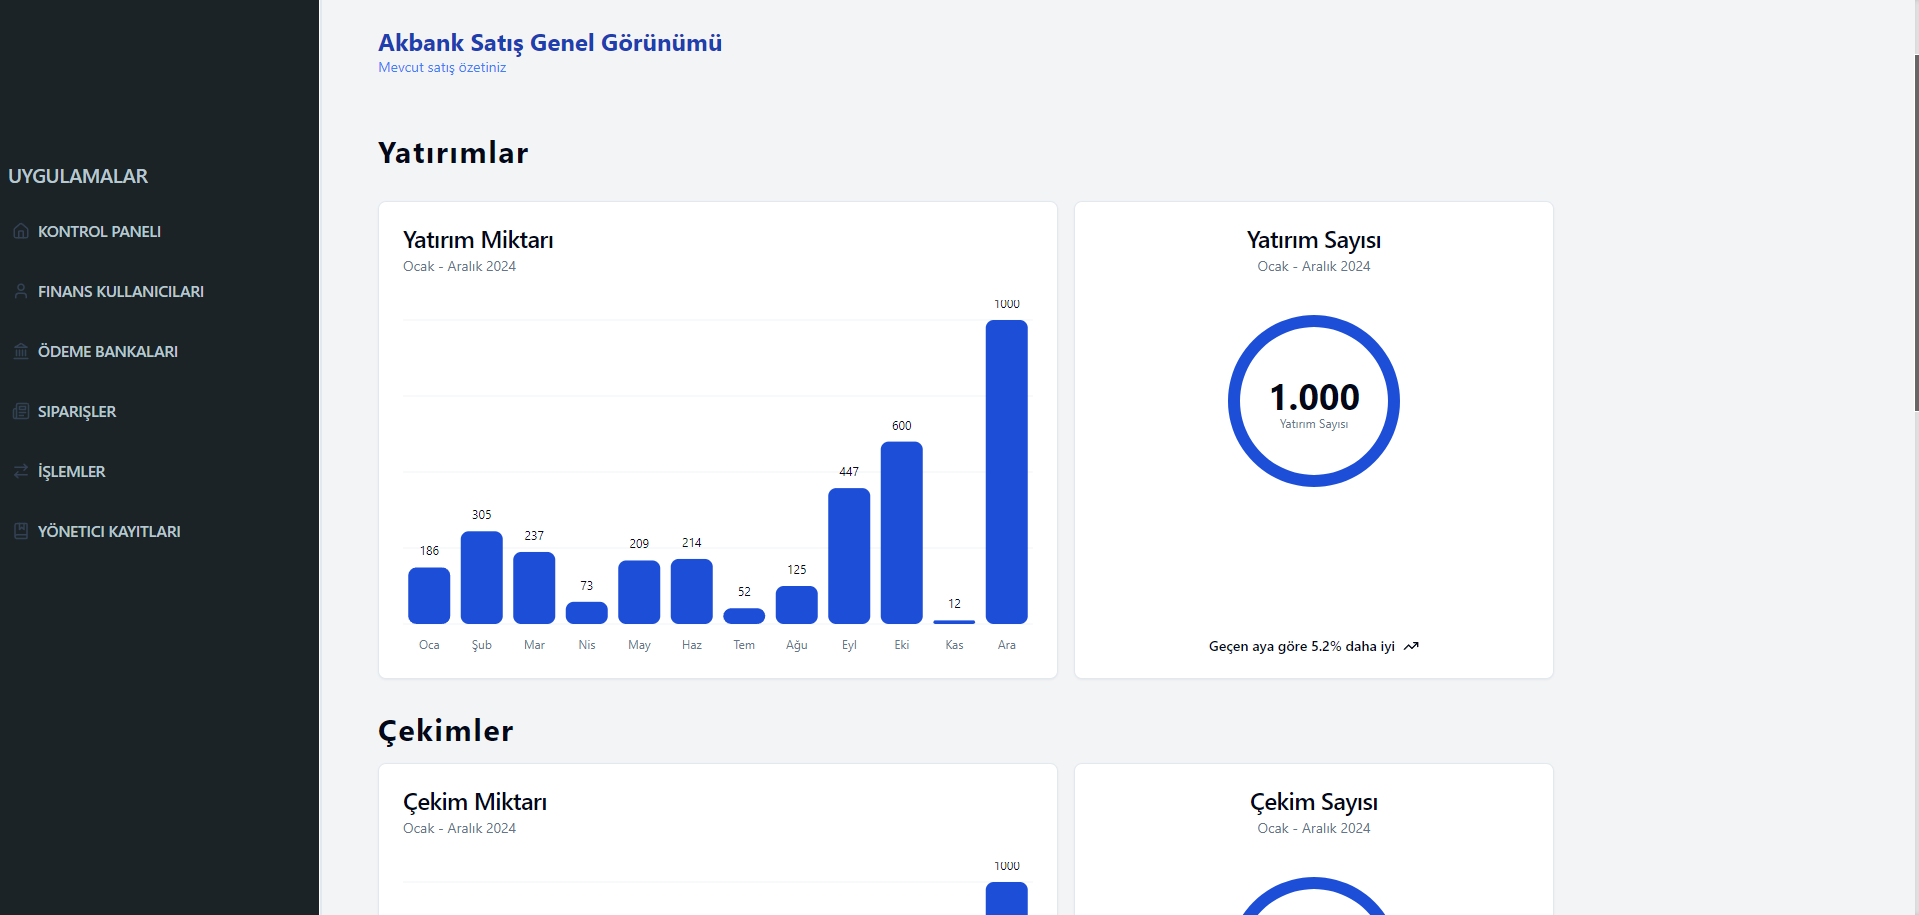 UYGULAMALAR
KONTROL PANELI
FINANS KULLANICILARI
ÖDEME BANKALARI
SIPARIŞLER
İŞLEMLER
YÖNETICI KAYITLARI
Akbank Satış Genel Görünümü
Mevcut satış özetiniz
Yatırımlar
Yatırım Miktarı
Ocak - Aralık 2024
1000
600
447
305
237
214
209
186
125
73
52
12
Oca Şub Mar Nis May Haz Tem Ağu Eyl Eki Kas Ara
Yatırım Sayısı
Ocak - Aralık 2024
1.000
Yatırım Sayısı
Geçen aya göre 5.2% daha iyi
Çekimler
Çekim Miktarı
Ocak - Aralık 2024
1000
Çekim Sayısı
Ocak - Aralık 2024